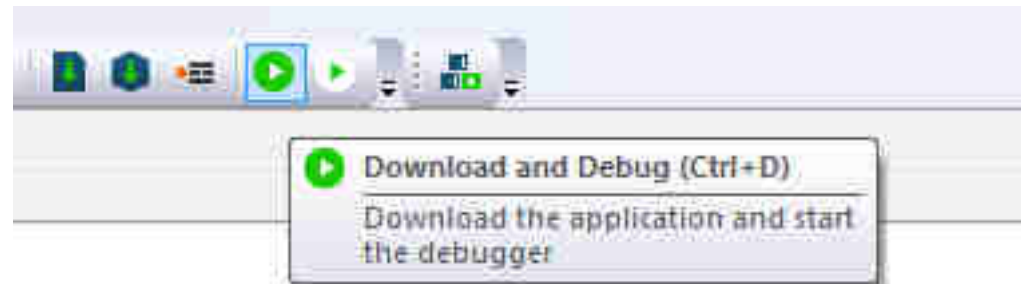 Download and Debug (Ctrl+D)
Download the application and start
the debugger